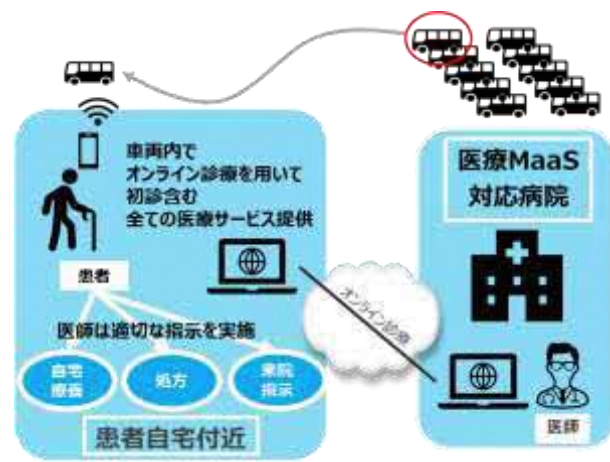 車両内で
オンライン診療を用いて
初診含む
全ての医療サービス提供
患者
医師は適切な指示を実施
自宅
療養
処方
来院
指示
患者自宅付近
オンライン診療
医療MaaS
対応病院
医師